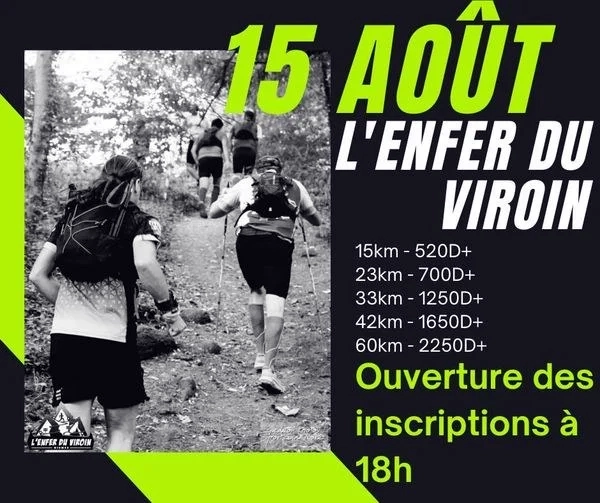 15 AOÛT
L'ENFER DU
VIROIN
15km - 520D+
23km - 700D+
33km - 1250D+
42km - 1650D+
60km - 2250D+
Ouverture des
inscriptions à
18h
L'ENFER DU VIROIN